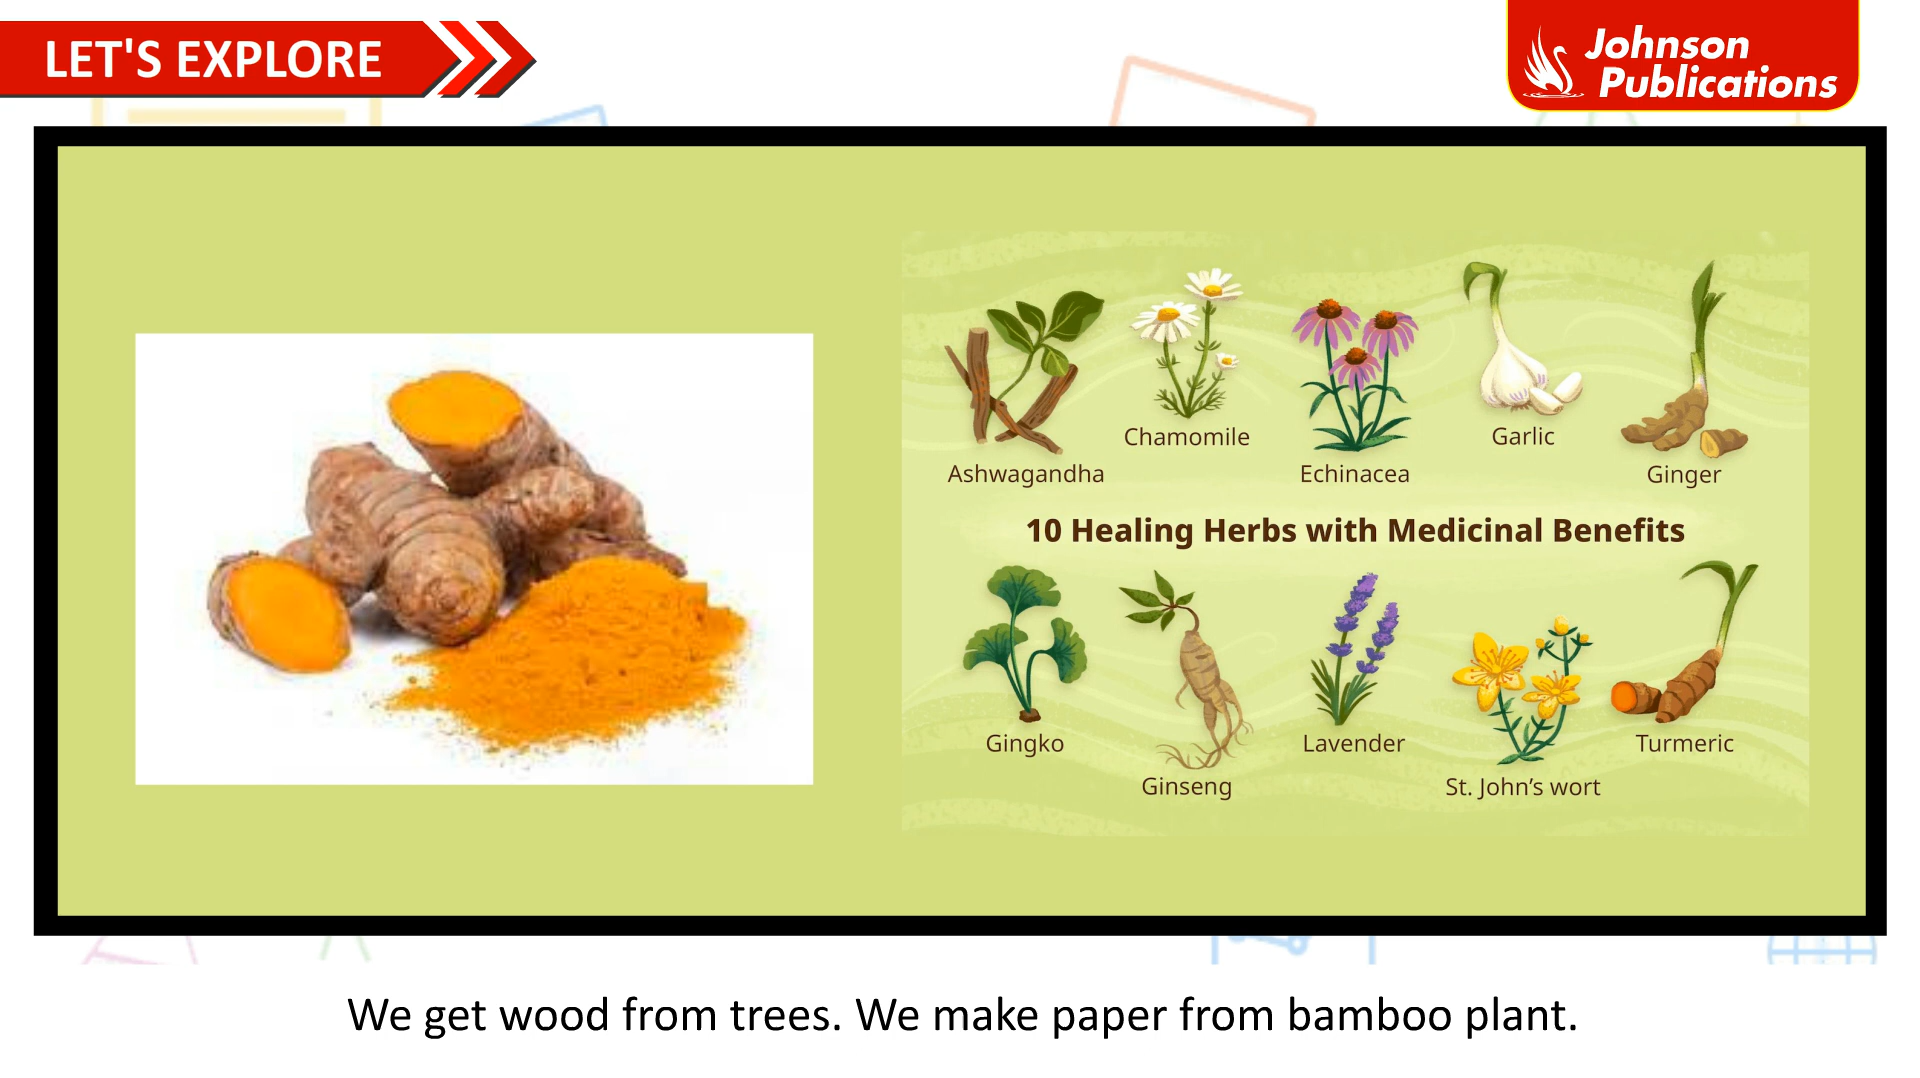 LET'S EXPLORE
Johnson
Publications
Ashwagandha
Chamomile
Echinacea
Garlic
Ginger
10 Healing Herbs with Medicinal Benefits
Gingko
Ginseng
Lavender
St. John's wort
Turmeric
We get wood from trees. We make paper from bamboo plant.